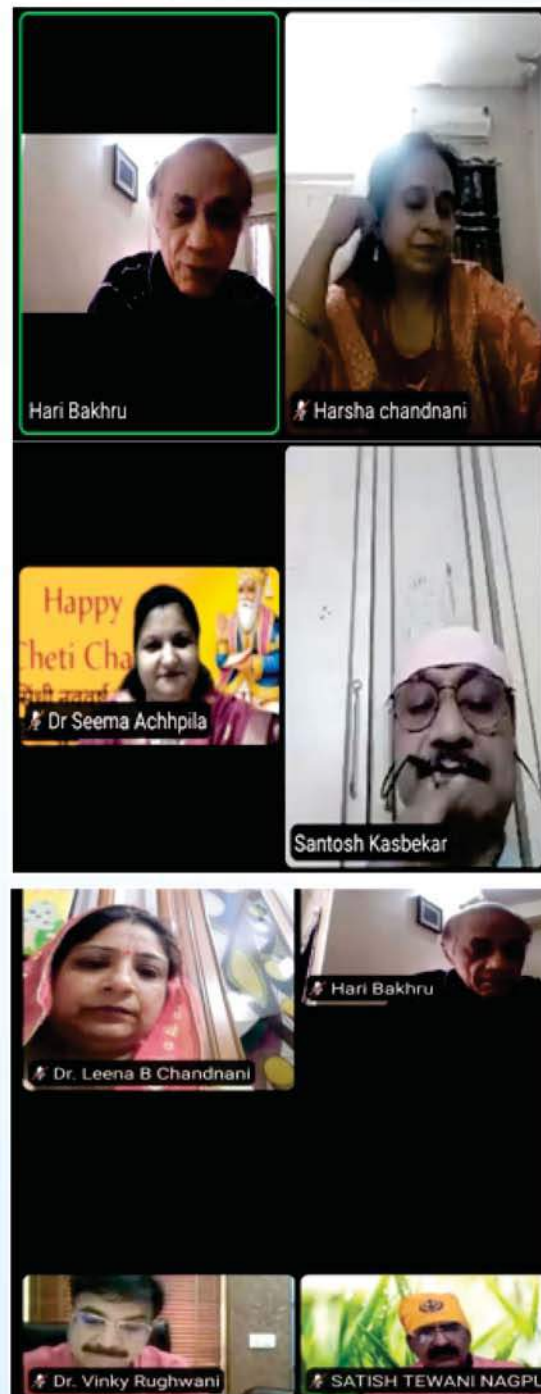 Hari Bakhru
Harsha chandnani
Happy
Cheti Cha
Dr Seema Achhpila
Santosh Kasbekar
Dr. Leena B Chandnani
Hari Bakhru
Dr. Vinky Rughwani
SATISH TEWANI NAGPU